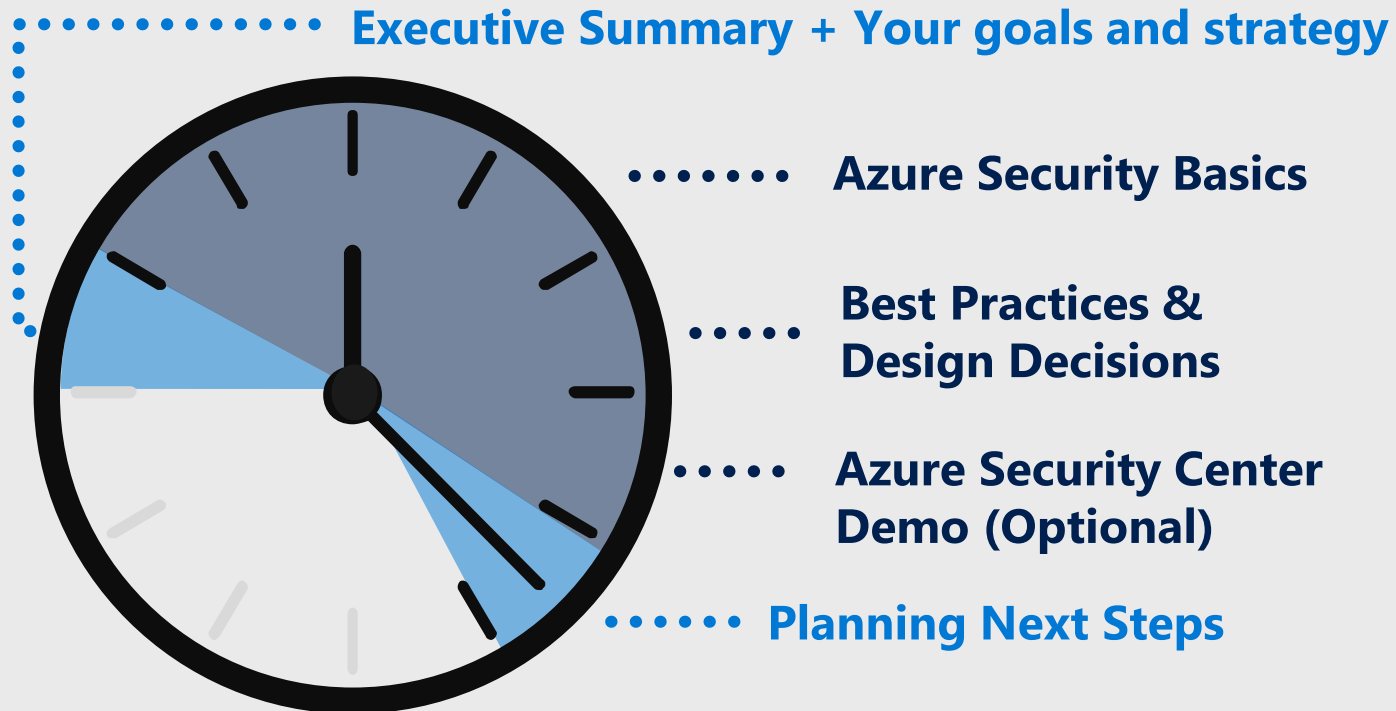 Executive Summary + Your goals and strategy
Azure Security Basics
Best Practices &
Design Decisions
Azure Security Center
Demo (Optional)
Planning Next Steps